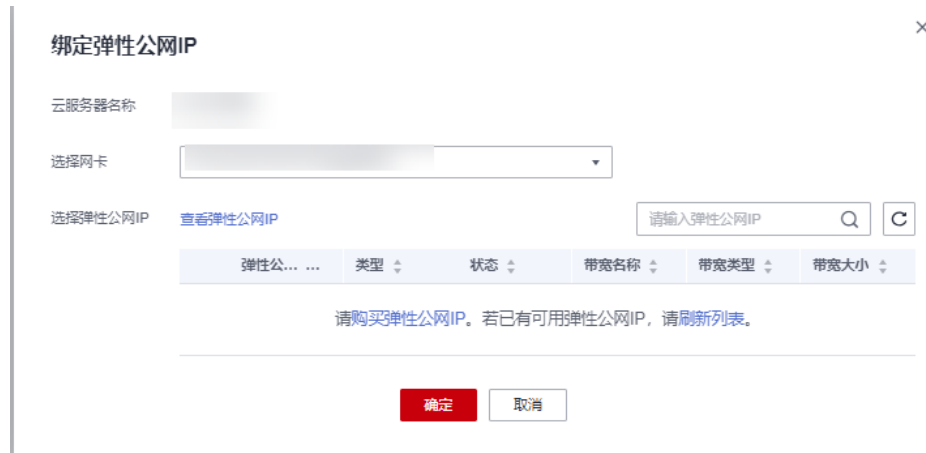 绑定弹性公网IP
云服务器名称
选择网卡
选择弹性公网IP 查看弹性公网IP 请输入弹性公网IP
弹性公... ... 类型 状态 带宽名称 带宽类型 带宽大小
请购买弹性公网IP。若已有可用弹性公网IP，请刷新列表。
确定 取消